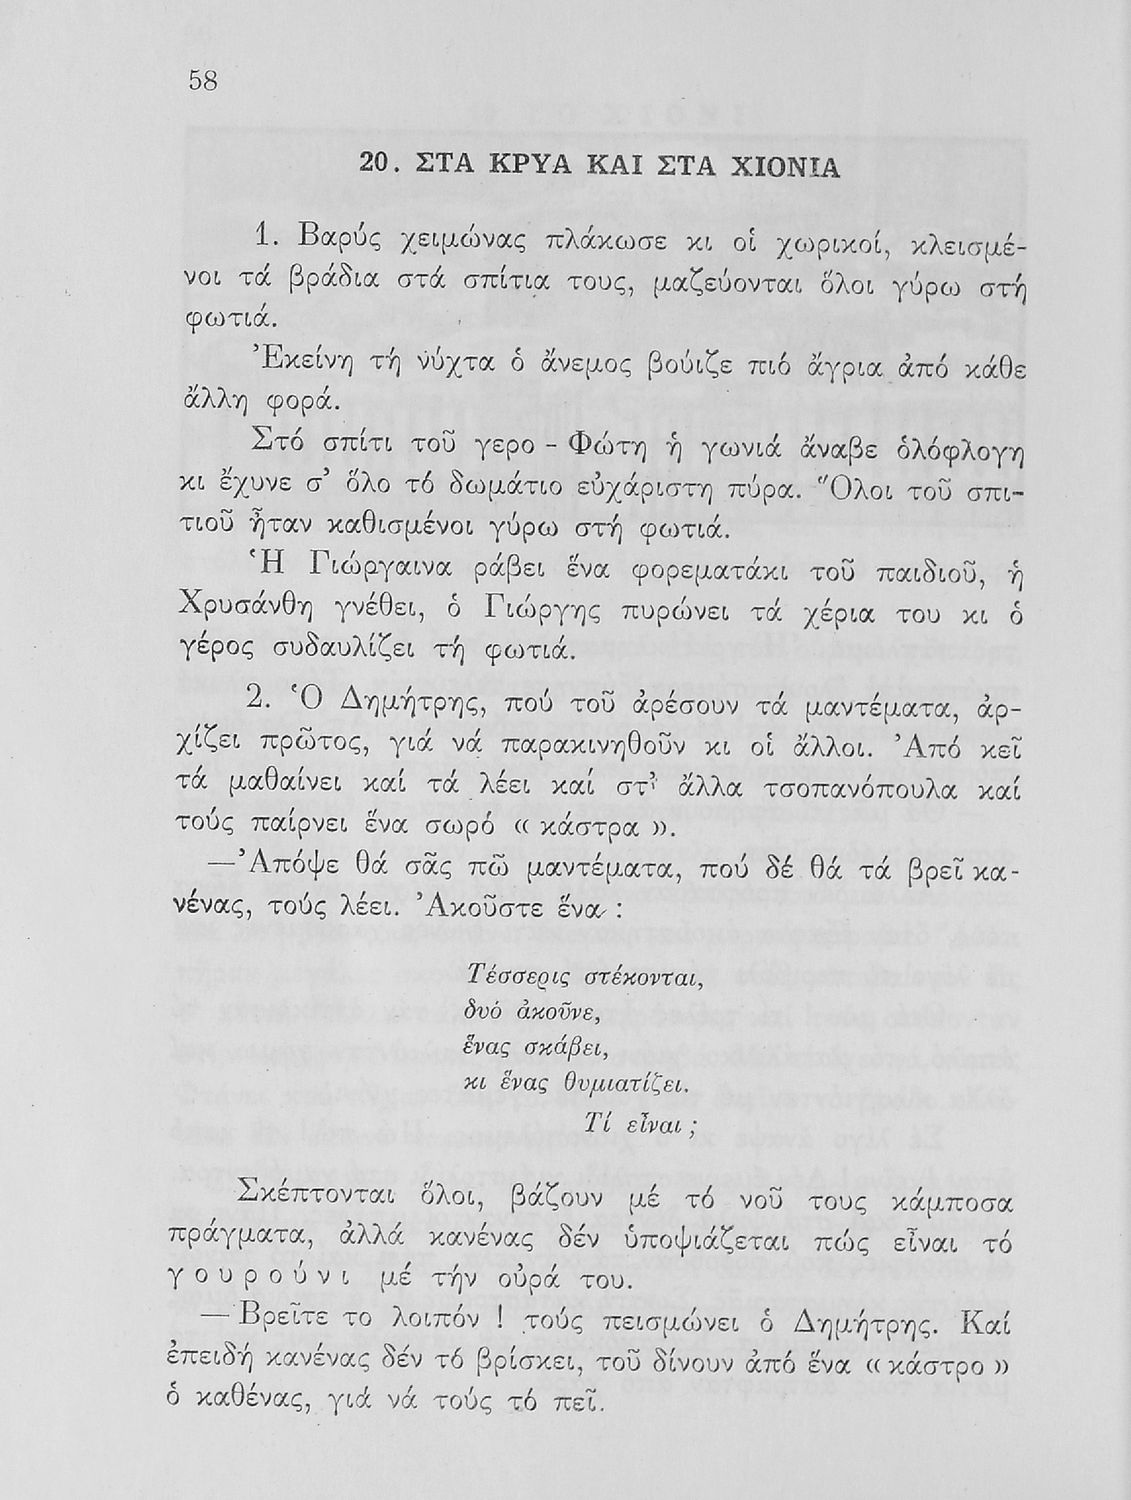 58
20. ΣΤΑ ΚΡΥΑ ΚΑΙ ΣΤΑ ΧΙΟΝΙΑ
1. Βαρύς χειμώνας πλάκωσε κι οἱ χωρικοί, κλεισμέ-
νοι τά βράδια στά σπίτια τους, μαζεύονται ὅλοι γύρω στή
φωτιά.
Ἐκείνη τή νύχτα ὁ ἄνεμος βούιζε πιό ἄγρια ἀπό κάθε
ἄλλη φορά.
Στό σπίτι τοῦ γερο - Φώτη ἡ γωνιά ἄναβε ὁλόφλογη
κι ἔχυνε σ’ ὅλο τό δωμάτιο εὐχάριστη πύρα. Ὅλοι τοῦ σπι-
τιοῦ ἦταν καθισμένοι γύρω στή φωτιά.
Ἡ Γιώργαινα ράβει ἕνα φορεματάκι τοῦ παιδιοῦ, ἡ
Χρυσάνθη γνέθει, ὁ Γιώργης πυρώνει τά χέρια του κι ὁ
γέρος συδαυλίζει τή φωτιά.
2. Ὁ Δημήτρης, πού τοῦ ἀρέσουν τά μαντέματα, ἀρ-
χίζει πρῶτος, γιά νά παρακινηθοῦν κι οἱ ἄλλοι. Ἀπό κεῖ
τά μαθαίνει καί τά λέει καί στ’ ἄλλα τσοπανόπουλα καί
τούς παίρνει ἕνα σωρό « κάστρα ».
—Ἀπόψε θά σᾶς πῶ μαντέματα, πού δέ θά τά βρεῖ κα-
νένας, τούς λέει. Ἀκοῦστε ἕνα :
Τέσσερις στέκονται,
δυό ἀκοῦνε,
ἕνας σκάβει,
κι ἕνας θυμιατίζει.
Τί εἶναι ;
Σκέπτονται ὅλοι, βάζουν μέ τό νοῦ τους κάμποσα
πράγματα, ἀλλά κανένας δέν ὑποψιάζεται πώς εἶναι τό
γ ο υ ρ ο ύ ν ι μέ τήν οὐρά του.
— Βρεῖτε το λοιπόν ! τούς πεισμώνει ὁ Δημήτρης. Καί
ἐπειδή κανένας δέν τό βρίσκει, τοῦ δίνουν ἀπό ἕνα « κάστρο »
ὁ καθένας, γιά νά τούς τό πεῖ.